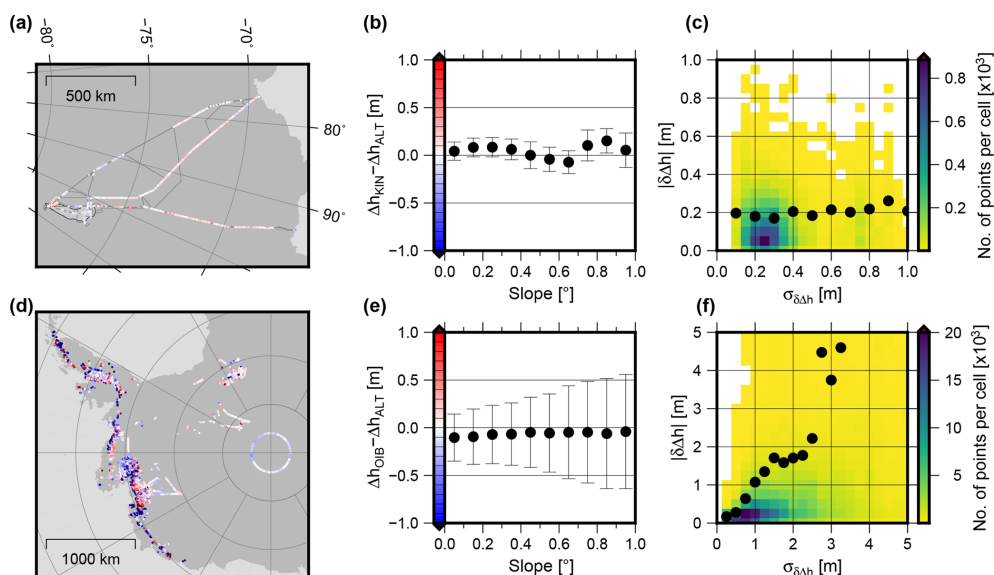 (a)
−80°
−75°
−70°
500 km
80°
90°
(b)
1.0
0.5
0.0
−0.5
−1.0
ΔhKIN−ΔhALT [m]
0.0 0.2 0.4 0.6 0.8 1.0
Slope [°]
(c)
1.0
0.8
0.6
0.4
0.2
0.0
|δΔh| [m]
0.0 0.2 0.4 0.6 0.8 1.0
σδΔh [m]
0.8
0.6
0.4
0.2
No. of points per cell [x10³]
(d)
1000 km
(e)
1.0
0.5
0.0
−0.5
−1.0
ΔhOIB−ΔhALT [m]
0.0 0.2 0.4 0.6 0.8 1.0
Slope [°]
(f)
5
4
3
2
1
0
|δΔh| [m]
0 1 2 3 4 5
σδΔh [m]
20
15
10
5
No. of points per cell [x10³]